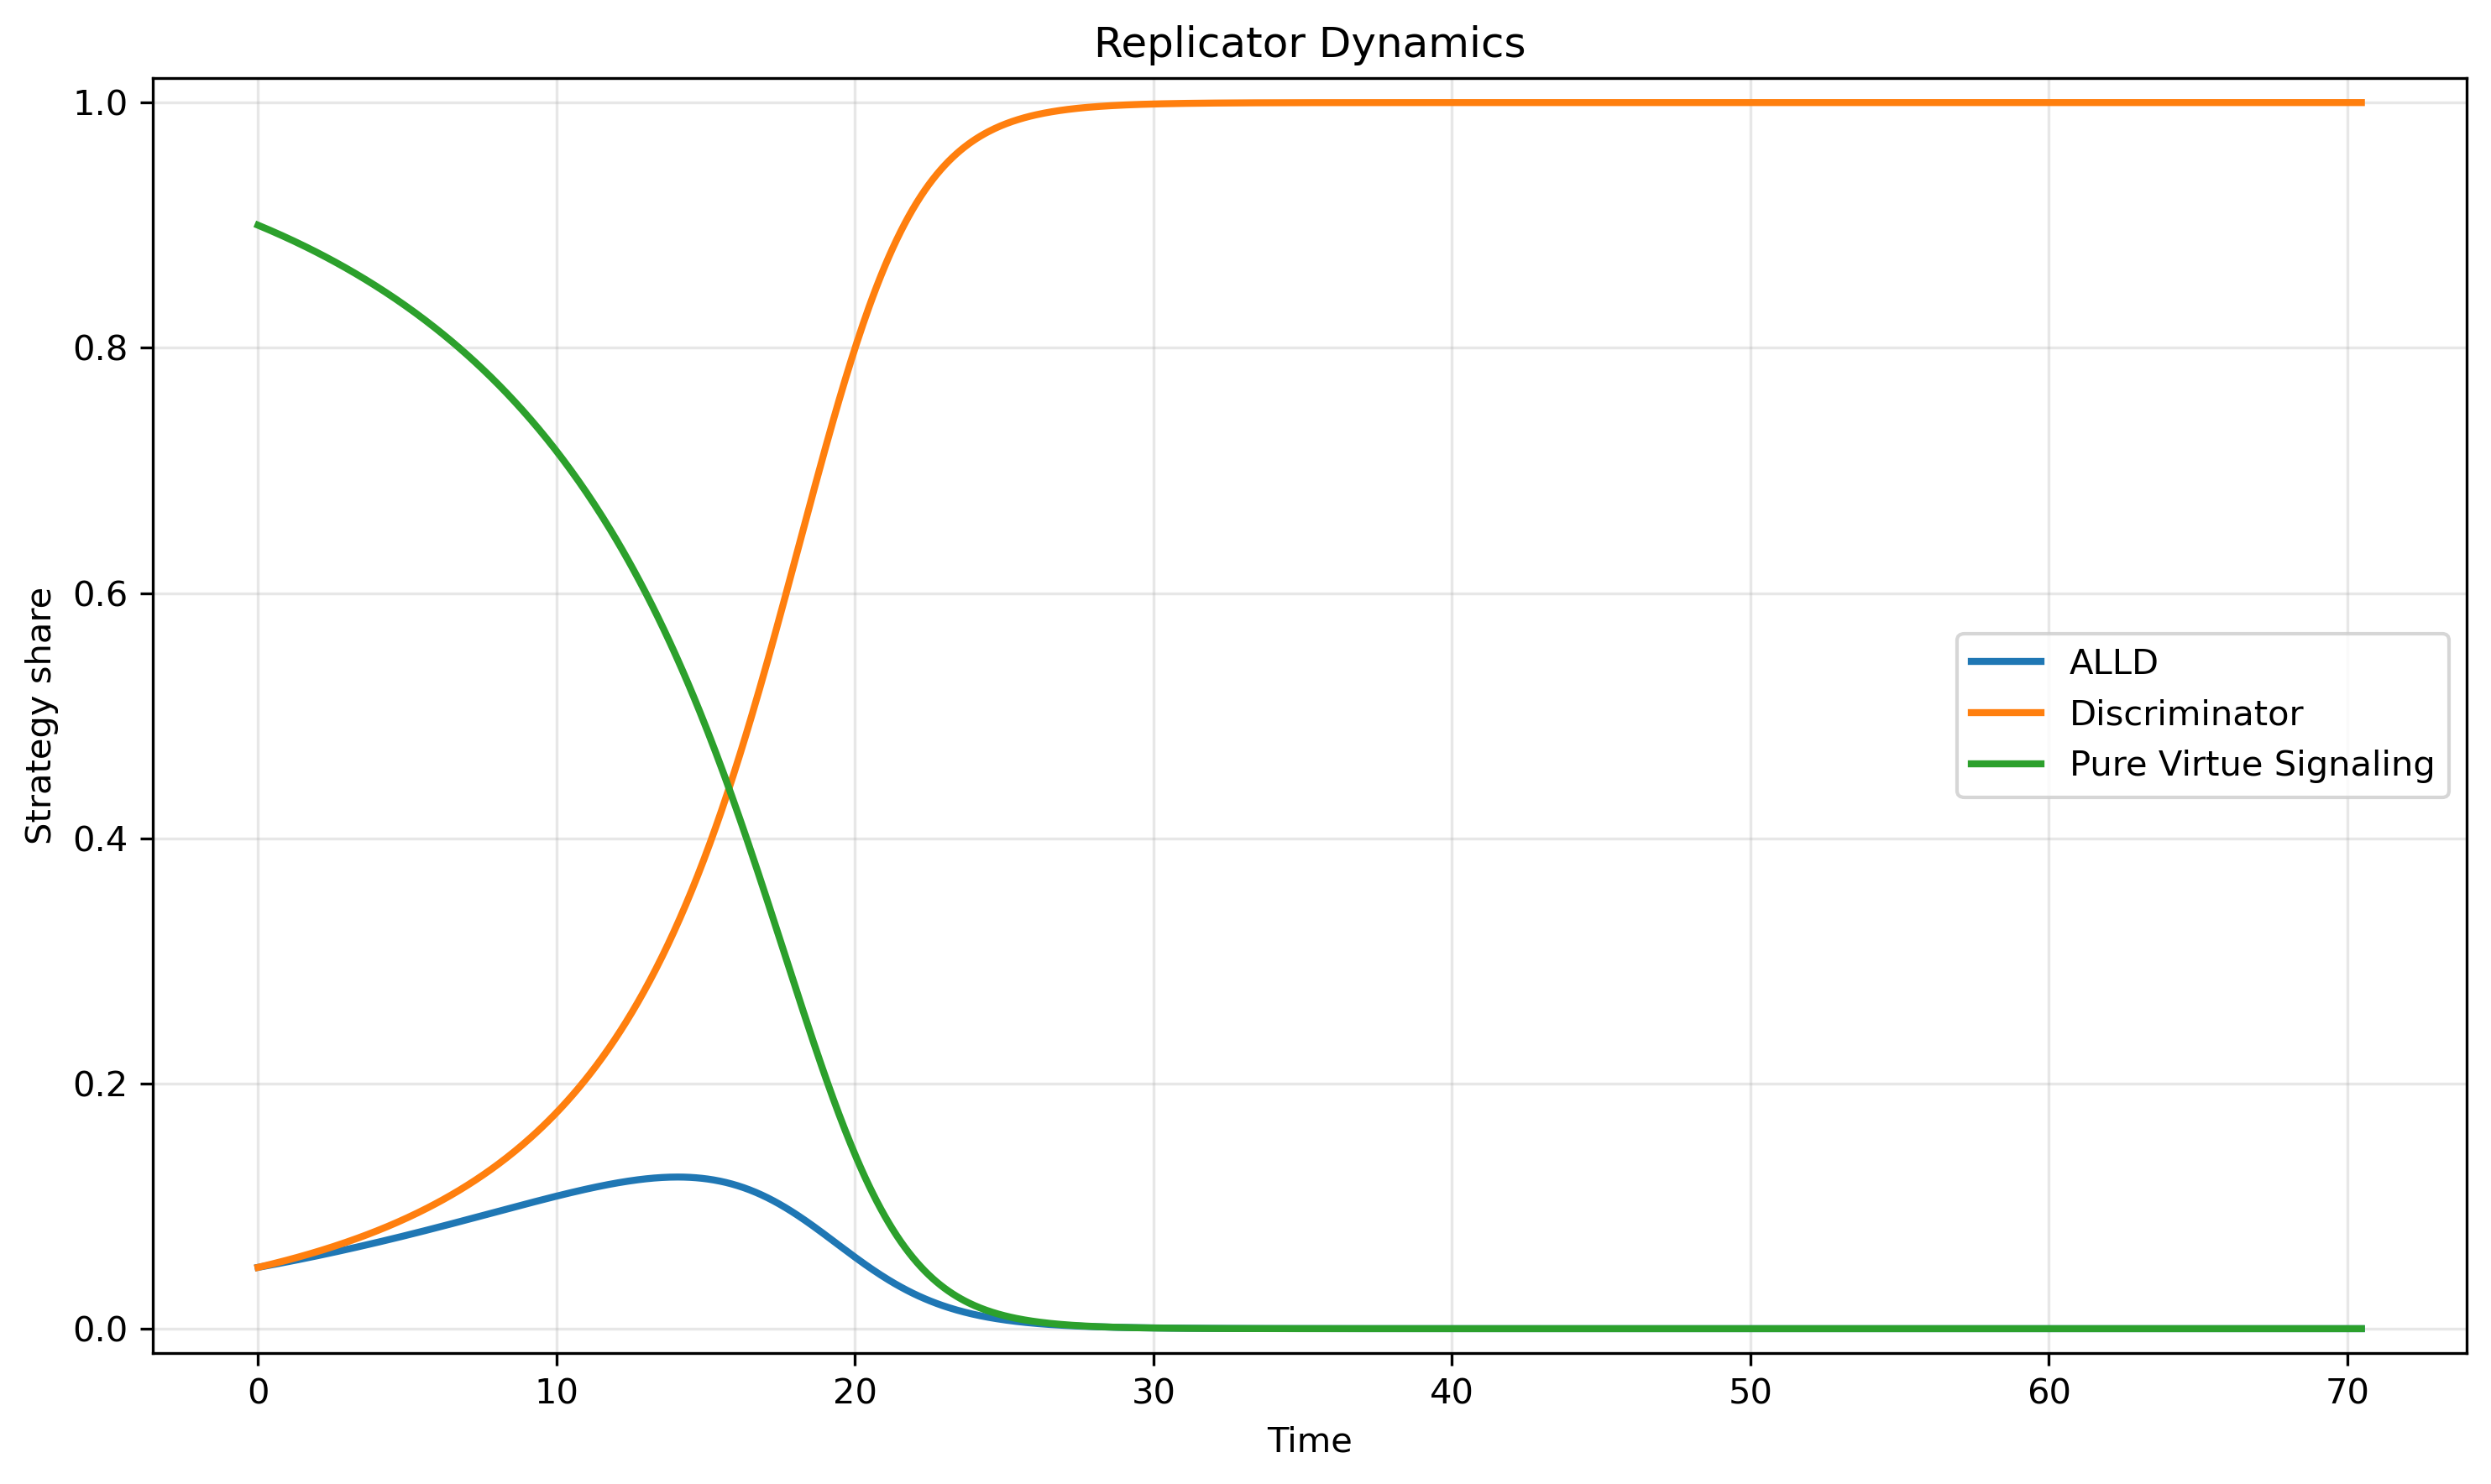 Replicator Dynamics
1.0
0.8
0.6
0.4
0.2
0.0
Strategy share
ALLD
Discriminator
Pure Virtue Signaling
0 10 20 30 40 50 60 70
Time